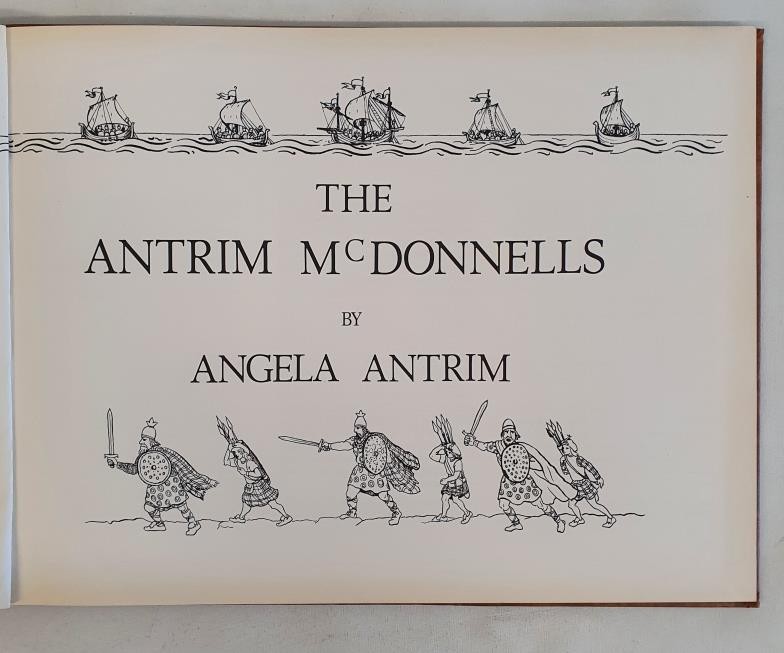 THE
ANTRIM McDONNELLS
BY
ANGELA ANTRIM